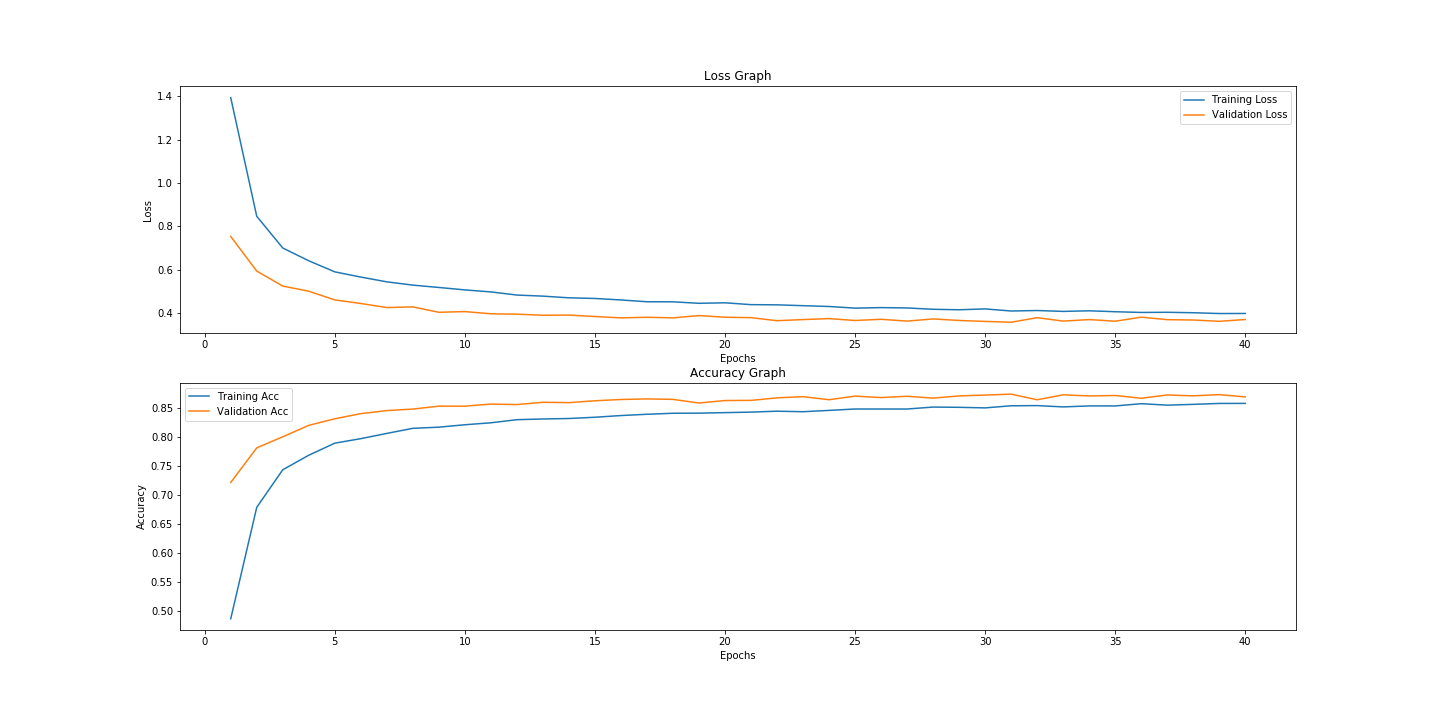 Loss Graph
1.4
1.2
1.0
0.8
0.6
0.4
Loss
Training Loss
Validation Loss
0 5 10 15 20 25 30 35 40
Epochs
Accuracy Graph
Training Acc
Validation Acc
0.85
0.80
0.75
0.70
0.65
0.60
0.55
0.50
Accuracy
0 5 10 15 20 25 30 35 40
Epochs